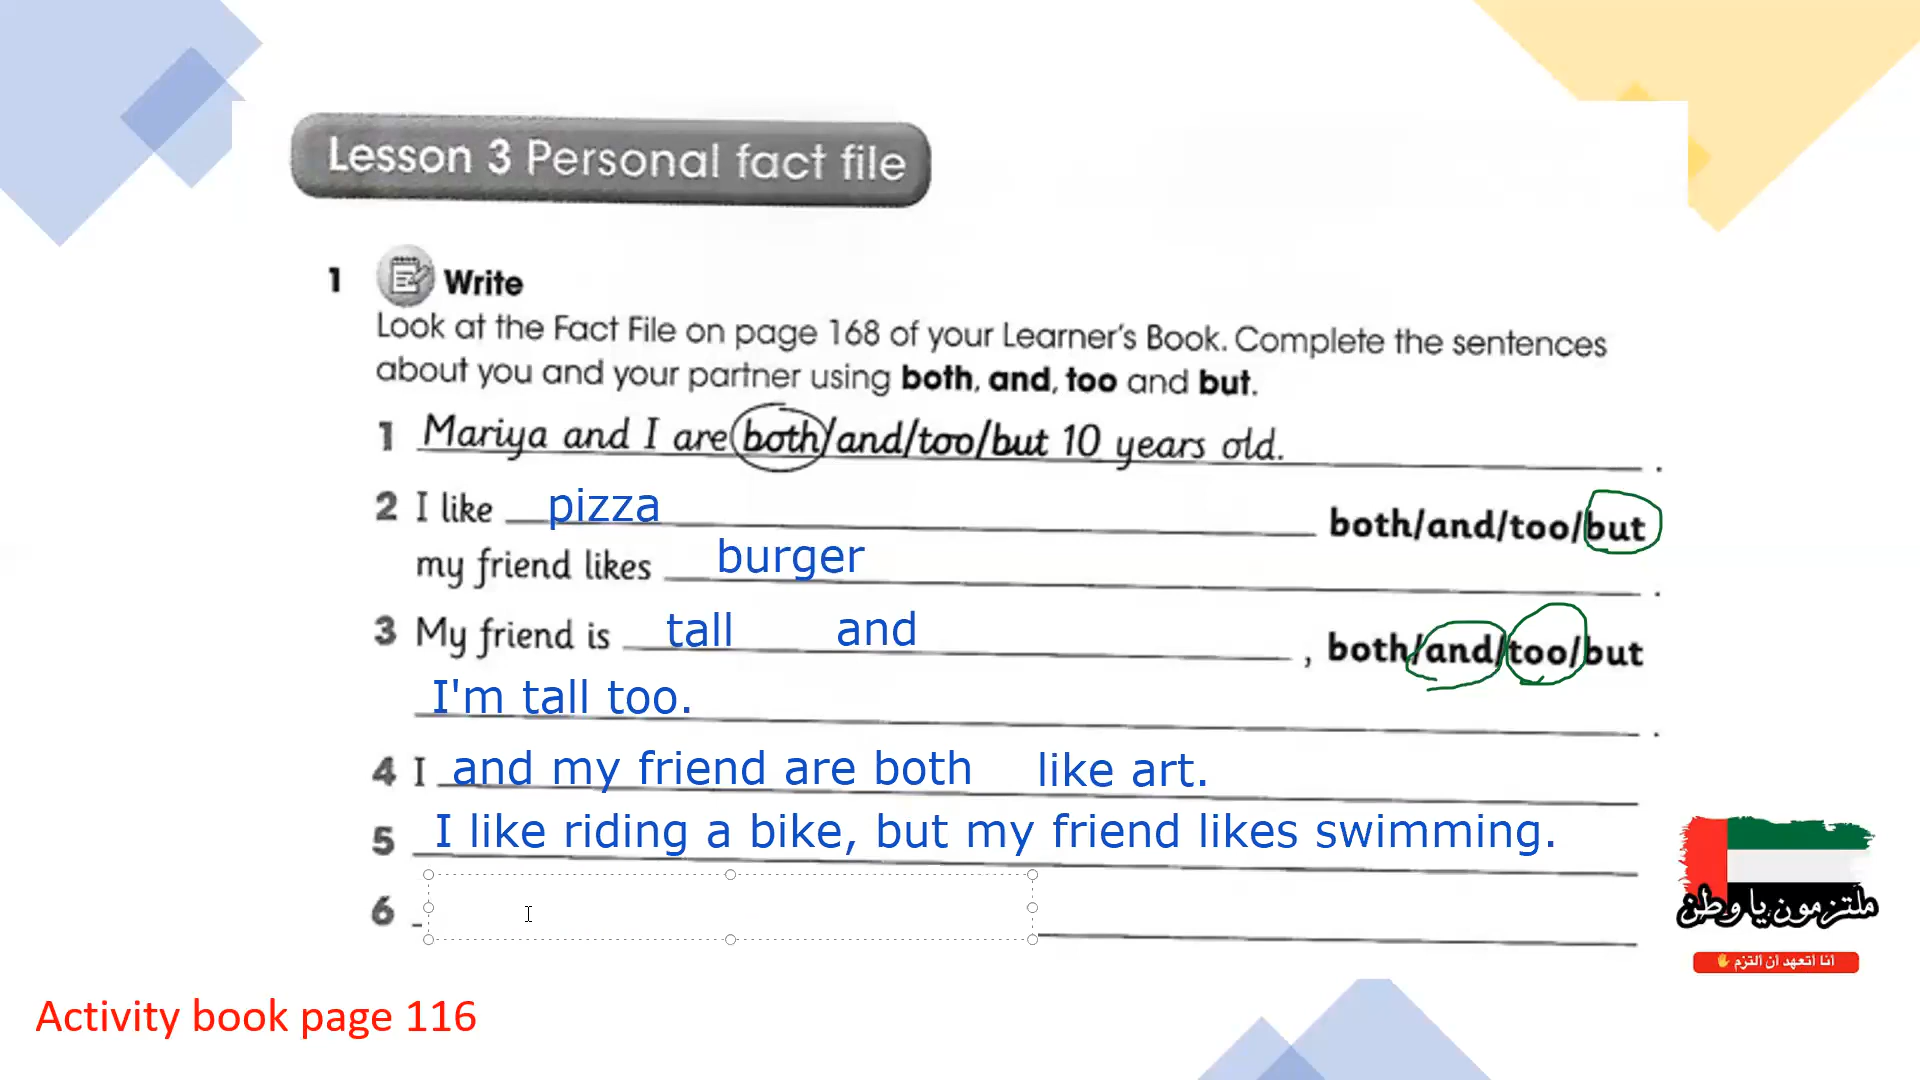 Lesson 3 Personal fact file
1 Write
Look at the Fact File on page 168 of your Learner's Book. Complete the sentences
about you and your partner using both, and, too and but.
1 Mariya and I are both/and/too/but 10 years old.
2 I like pizza both/and/too/but
my friend likes burger .
3 My friend is tall and , both/and/too/but
I'm tall too. .
4 I and my friend are both like art.
5 I like riding a bike, but my friend likes swimming.
6
ملتزمون يا وطن
أنا أتعهد أن ألتزم
Activity book page 116